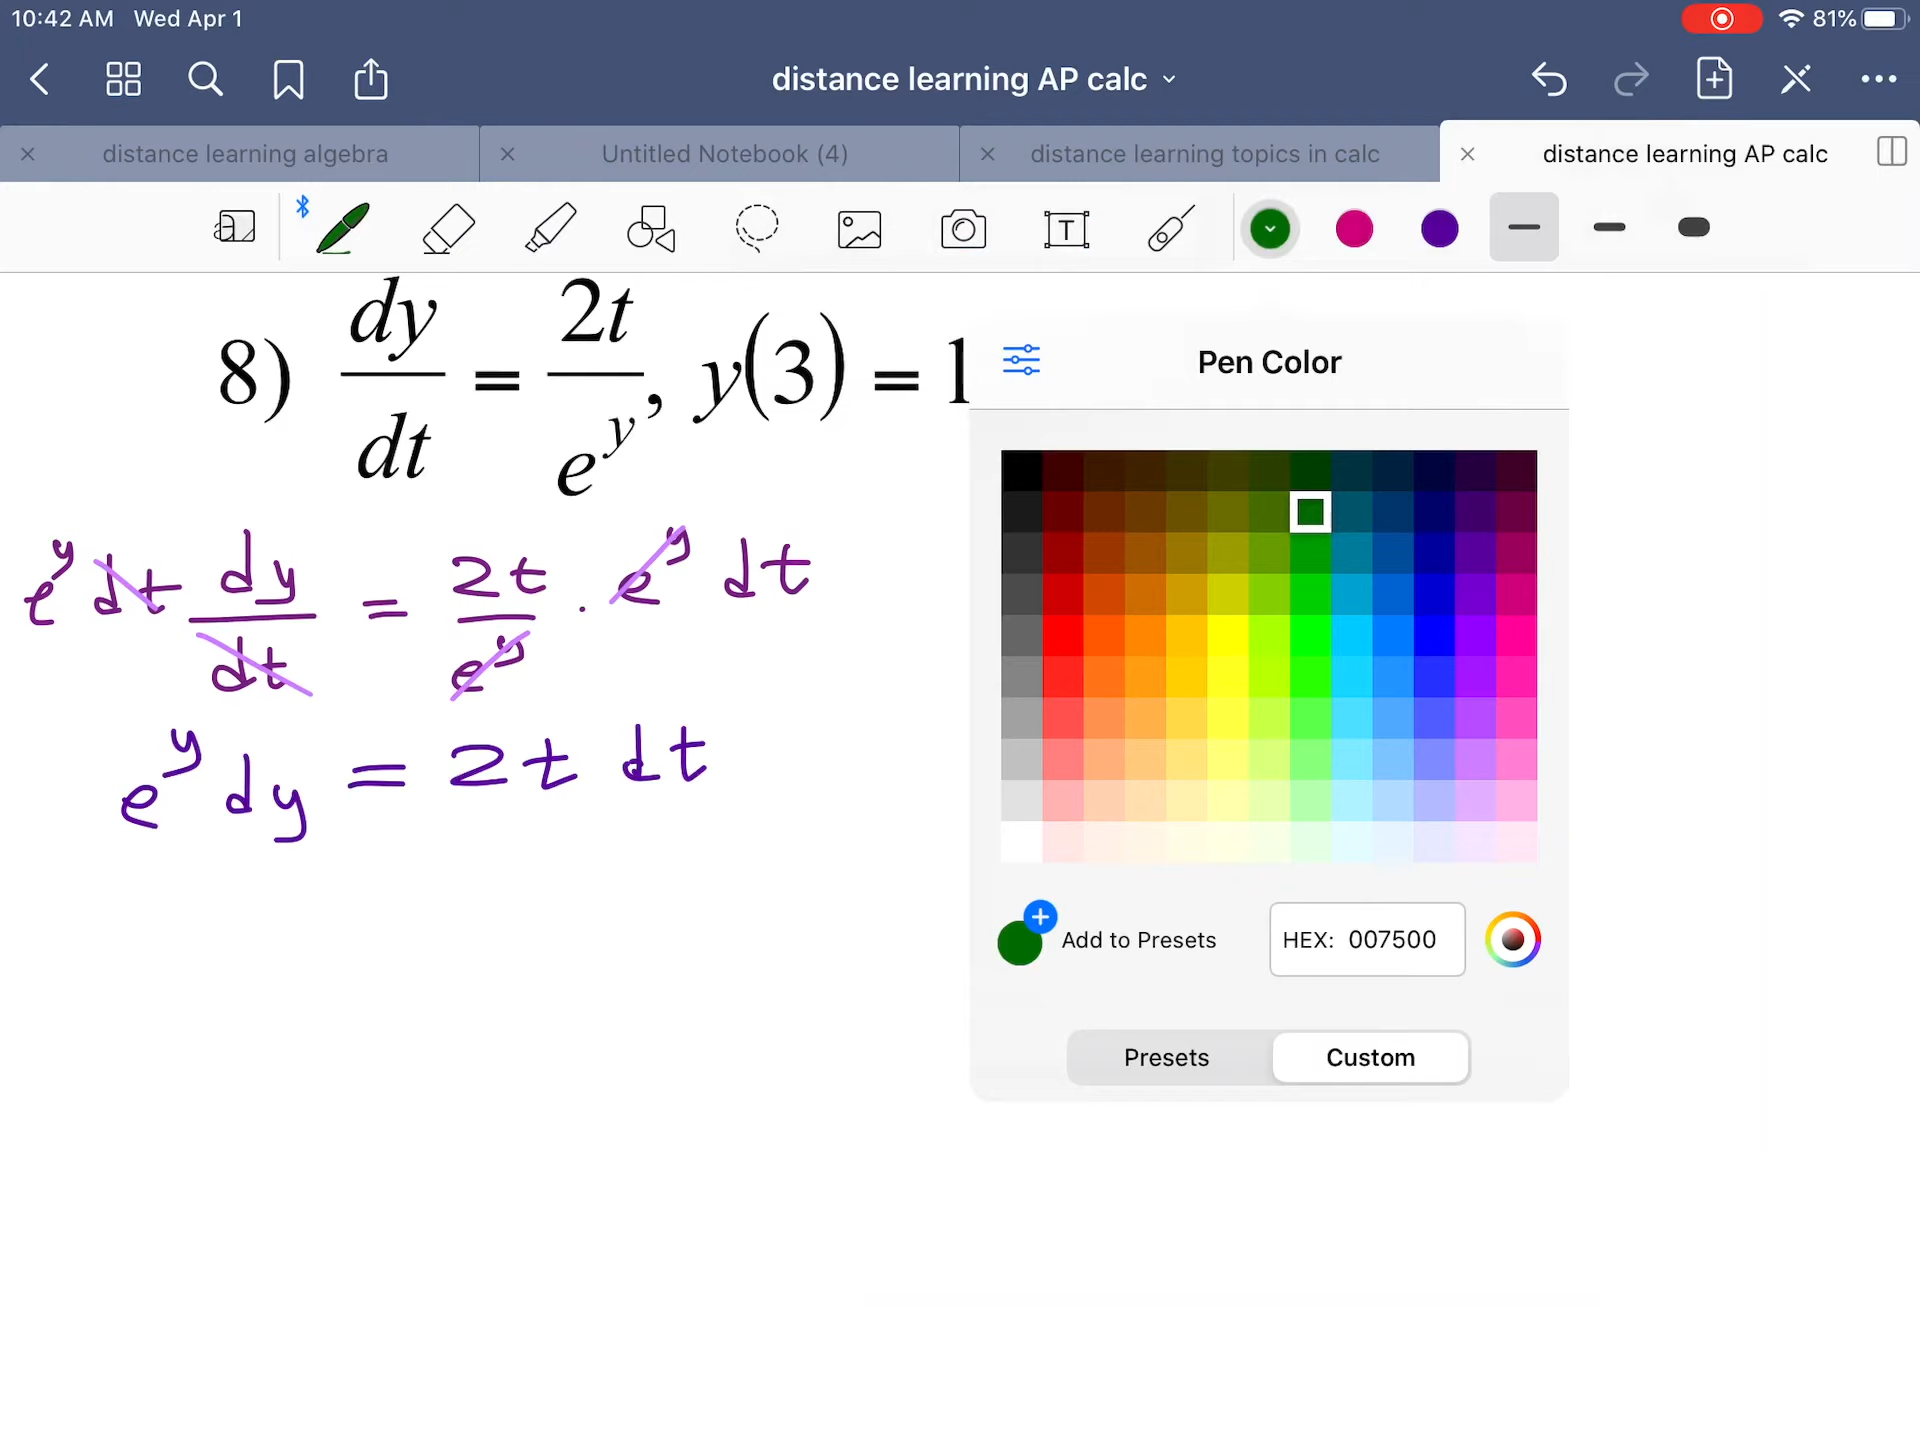 10:42 AM Wed Apr 1 81%
distance learning AP calc
distance learning algebra
Untitled Notebook (4)
distance learning topics in calc
distance learning AP calc
8) dy/dt = 2t/e^y, y(3) = 1
Pen Color
e^y dt dy/dt = 2t/e^y · e^y dt
e^y dy = 2t dt
Add to Presets
HEX: 007500
Presets
Custom